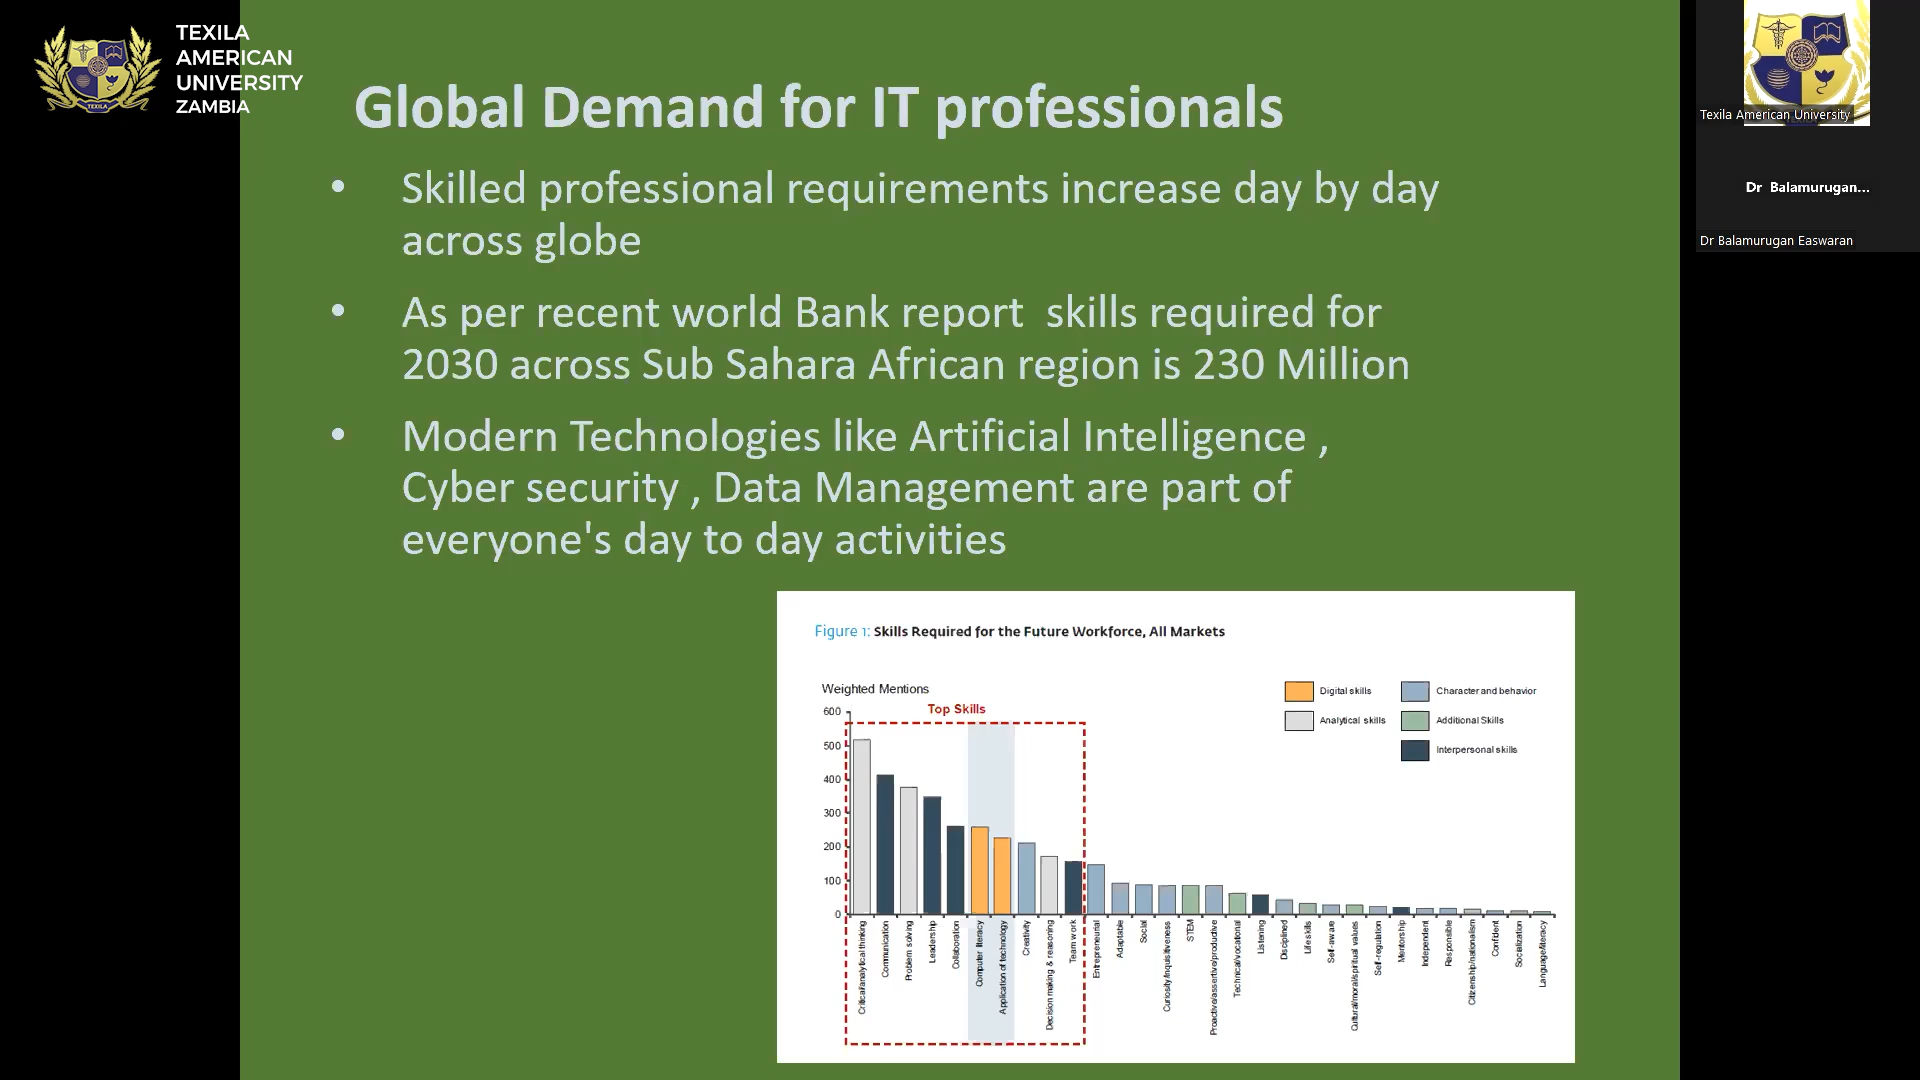 TEXILA
AMERICAN
UNIVERSITY
ZAMBIA
Global Demand for IT professionals
• Skilled professional requirements increase day by day
across globe
• As per recent world Bank report  skills required for
2030 across Sub Sahara African region is 230 Million
• Modern Technologies like Artificial Intelligence ,
Cyber security , Data Management are part of
everyone's day to day activities
Figure 1: Skills Required for the Future Workforce, All Markets
Weighted Mentions
Top Skills
600
500
400
300
200
100
0
Digital skills
Analytical skills
Character and behavior
Additional Skills
Interpersonal skills
Critical/analytical thinking
Communication
Problem solving
Leadership
Collaboration
Computer literacy
Application of technology
Creativity
Decision making & reasoning
Team work
Entrepreneurial
Adaptable
Social
Curiosity/inquisitiveness
STEM
Proactive/assertive/productive
Technical/vocational
Listening
Disciplined
Life skills
Self-aware
Cultural/moral/spiritual values
Self-regulation
Mentorship
Independent
Responsible
Citizenship/nationalism
Confident
Socialization
Language/literacy
Texila American University
Dr Balamurugan...
Dr Balamurugan Easwaran